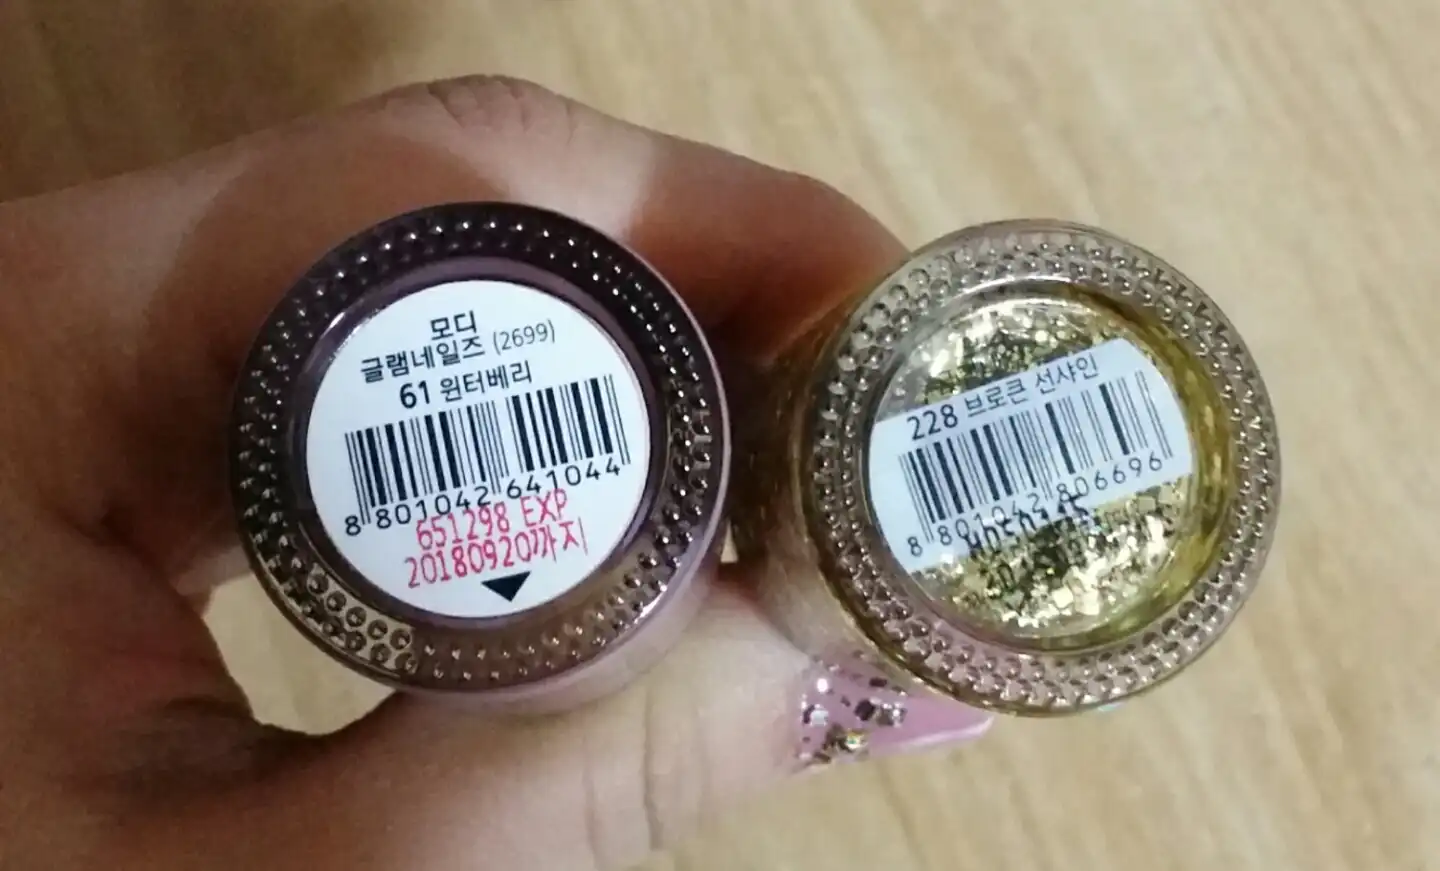 모디
글램네일즈 (2699)
61 윈터베리
8 801042 641044
651298 EXP
20180920까지
228 브로큰 선샤인
8 801042 806696